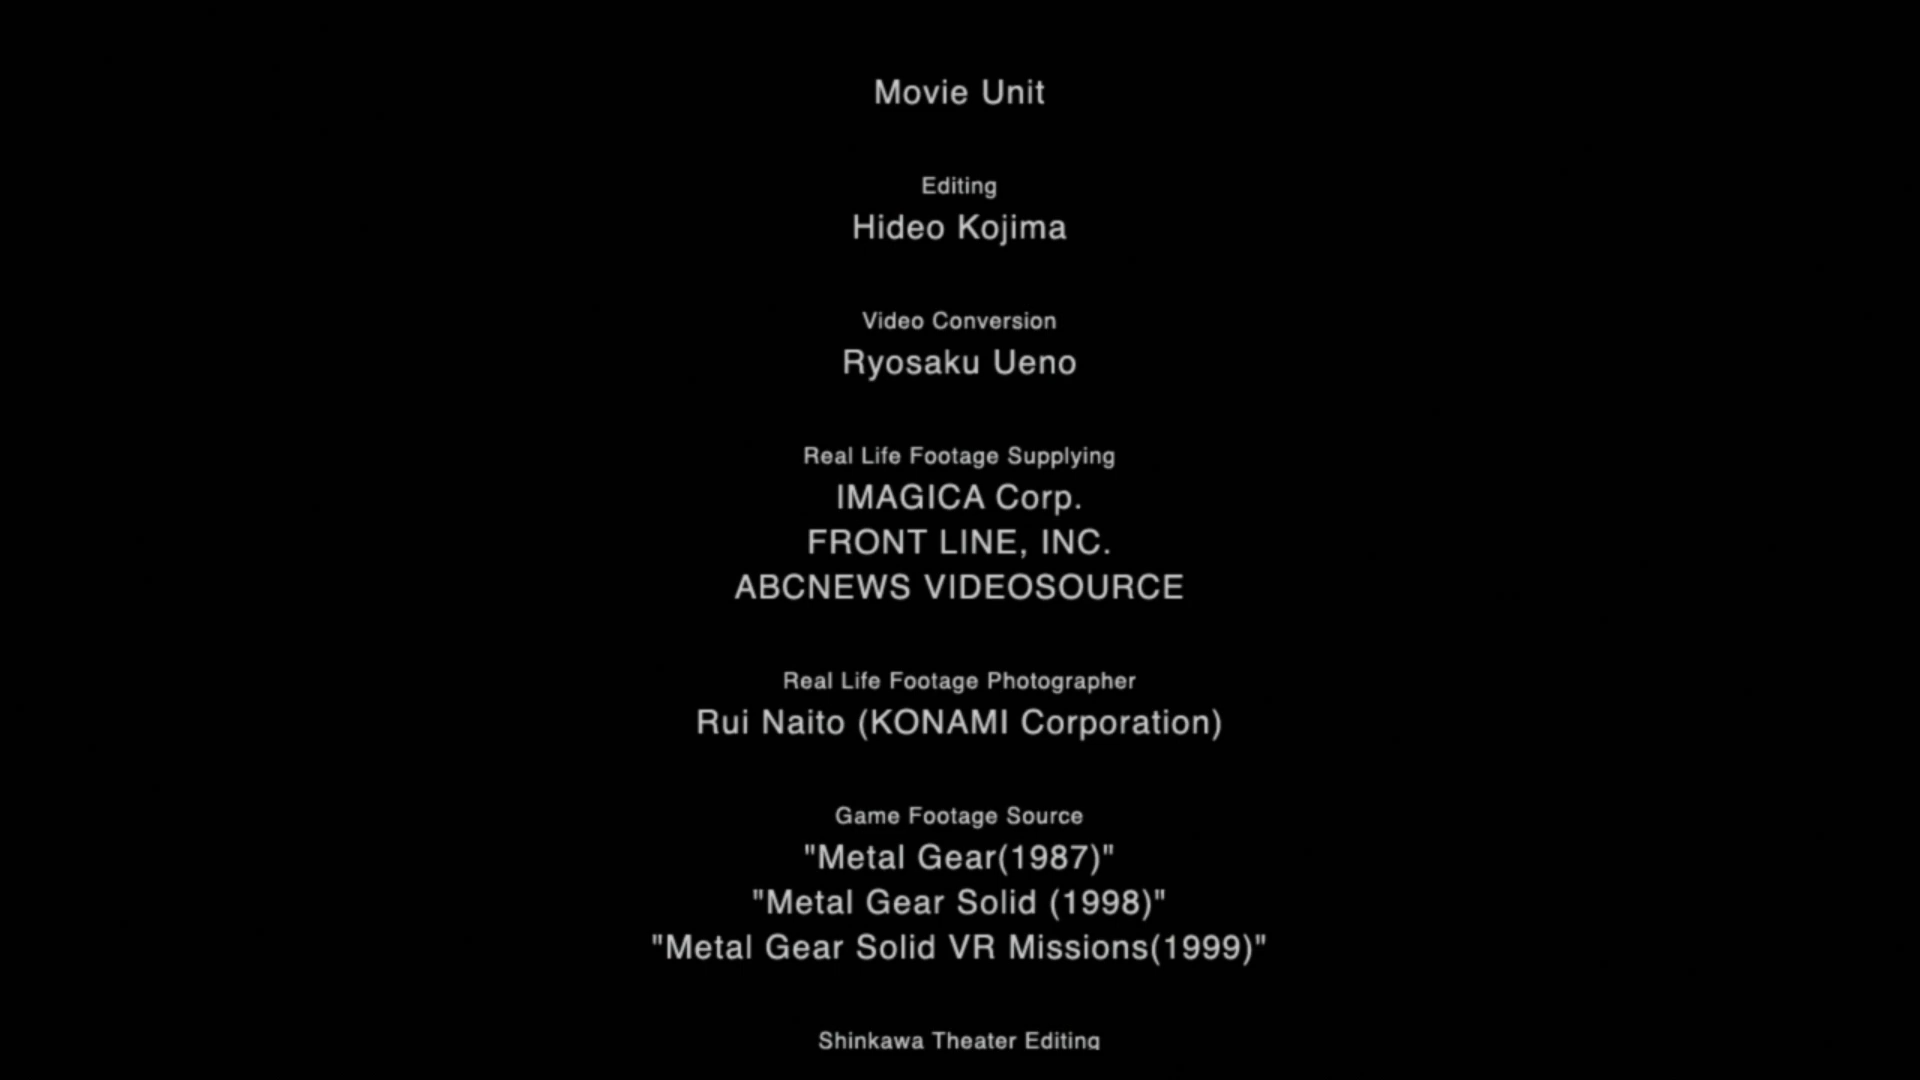 Movie Unit
Editing
Hideo Kojima
Video Conversion
Ryosaku Ueno
Real Life Footage Supplying
IMAGICA Corp.
FRONT LINE, INC.
ABCNEWS VIDEOSOURCE
Real Life Footage Photographer
Rui Naito (KONAMI Corporation)
Game Footage Source
"Metal Gear(1987)"
"Metal Gear Solid (1998)"
"Metal Gear Solid VR Missions(1999)"
Shinkawa Theater Editing